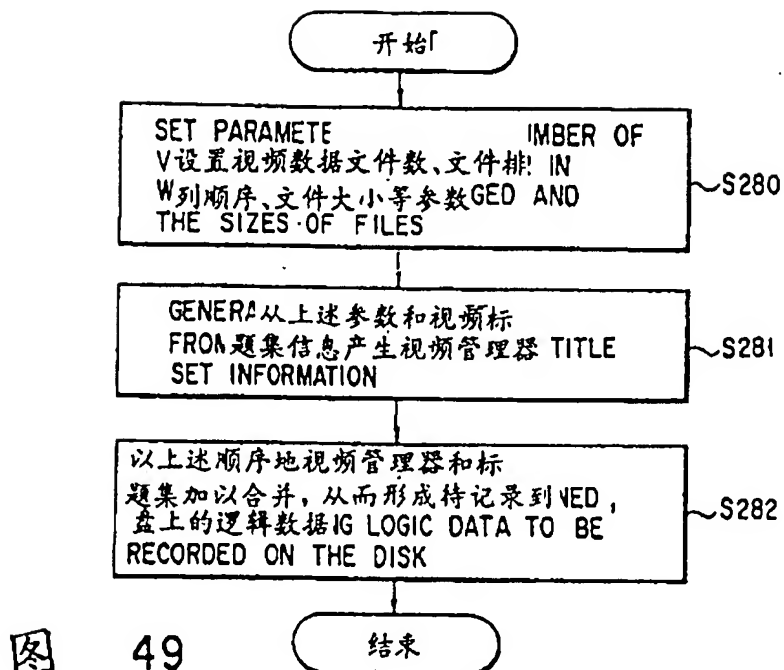 开始
SET PARAMETE IMBER OF
V设置视频数据文件数、文件排! IN
W列顺序、文件大小等参数GED AND
THE SIZES OF FILES
~S280
GENERA从上述参数和视频标
FROM题集信息产生视频管理器 TITLE
SET INFORMATION
~S281
以上述顺序地视频管理器和标
题集加以合并,从而形成待记录到NED,
盘上的逻辑数据IG LOGIC DATA TO BE
RECORDED ON THE DISK
~S282
结束
图 49